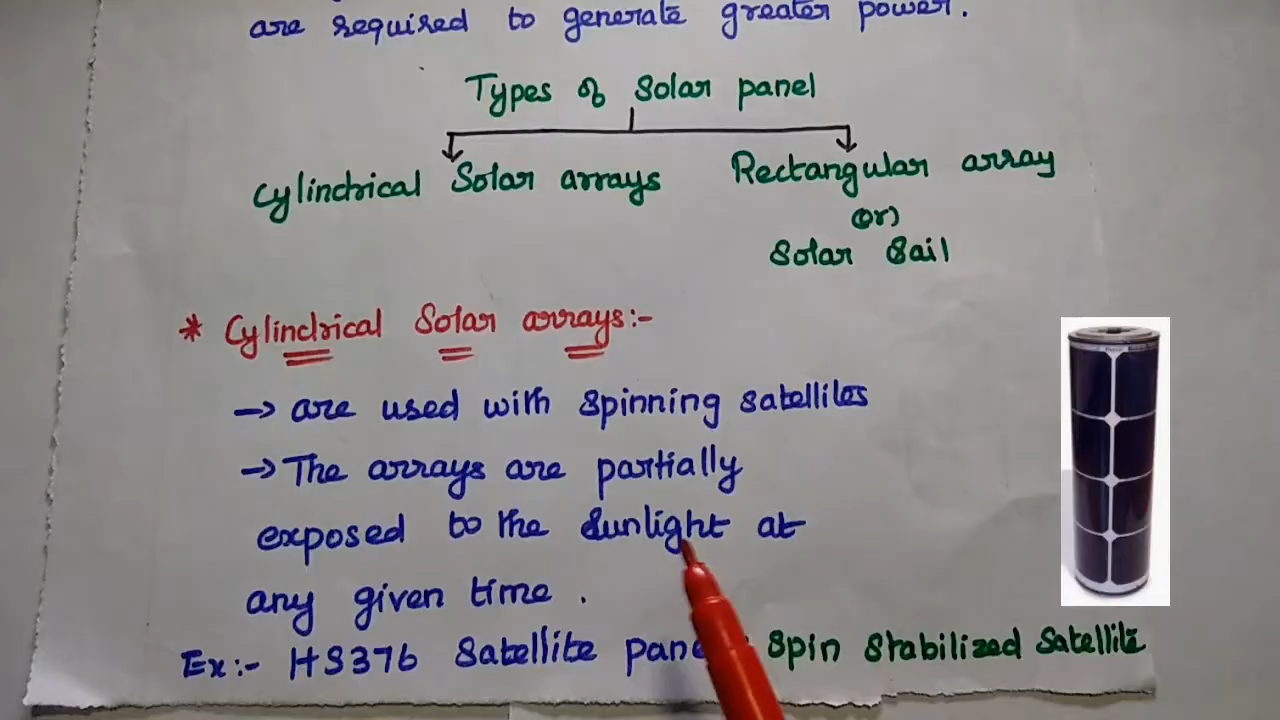 are required to generate greater power.
Types of Solar panel
Cylindrical Solar arrays
Rectangular array
(or)
Solar Sail
* Cylindrical Solar arrays:-
→ are used with Spinning Satellites
→ The arrays are partially
exposed to the Sunlight at
any given time.
Ex:- HS376 Satellite Spin Stabilized Satellite